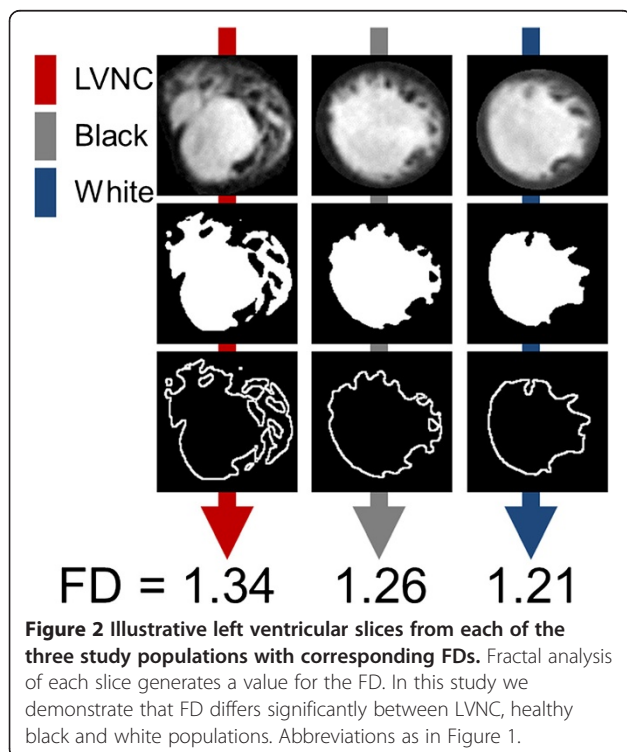 LVNC
Black
White
FD = 1.34 1.26 1.21
Figure 2 Illustrative left ventricular slices from each of the
three study populations with corresponding FDs. Fractal analysis
of each slice generates a value for the FD. In this study we
demonstrate that FD differs significantly between LVNC, healthy
black and white populations. Abbreviations as in Figure 1.